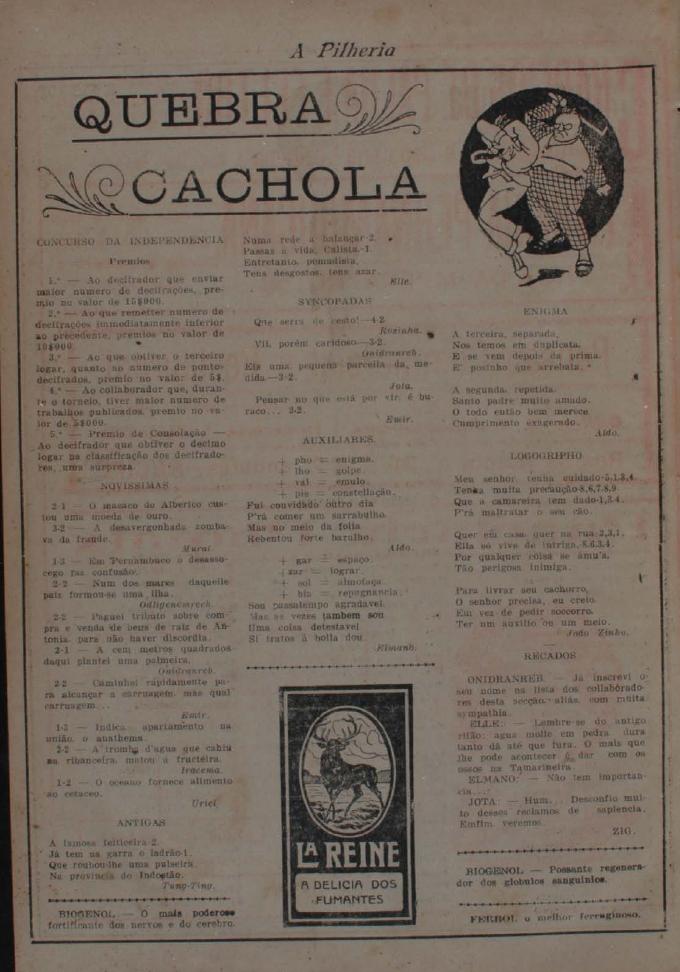 A Pilheria
QUEBRA
CACHOLA
CONCURSO DA INDEPENDENCIA
Premios
1.º — Ao decifrador que enviar
maior numero de decifrações, pre-
mio no valor de 15$000.
2.º — Ao que remetter numero de
decifrações immediatamente inferior
ao precedente, premios no valor de
10$000.
3.º — Ao que obtiver o terceiro
logar, quanto ao numero de ponto-
decifrados, premio no valor de 5$.
4.º — Ao collaborador que, duran-
te o torneio, tiver maior numero de
trabalhos publicados, premio no va-
lor de 5$000.
5.º — Premio de Consolação —
Ao decifrador que obtiver o decimo
logar na classificação dos decifrado-
res, uma surpreza.
NOVISSIMAS
2-1 — O macaco do Alberico cus-
tou uma moeda de ouro.
3-2 — A desavergonhada zomba-
va da fraude.
Murai
1-3 — Em Pernambuco o desasso-
cego faz confusão.
2-2 — Num dos mares daquelle
paiz formou-se uma ilha.
2-2 — Paguei tributo sobre com-
pra e venda de bens de raiz de An-
tonia, para não haver discordia.
2-1 — A cem metros quadrados
daqui plantei uma palmeira.
Onidranreb.
2-2 — Caminhei rapidamente pa-
ra alcançar a carruagem, mas qual
carruagem...
Emir.
1-3 — Indica apartamento na
união, o anathema.
2-2 — A tromba d'agua que cahiu
na ribanceira, matou a fructeira.
Iracema.
1-2 — O oceano fornece alimento
ao cetaceo.
Uriel
ANTIGAS
A famosa feiticeira-2.
Já tem na garra o ladrão-1.
Que roubou-lhe uma pulseira
Na provincia do Indostão.
Tang-Ting.
BIOGENOL — O mais poderoso
fortificante dos nervos e do cerebro.
Numa rede a balançar-2.
Passas a vida, Calista,-1.
Entretanto, pomadista,
Tens desgostos, tens azar.
Elle.
SYNCOPADAS
Que serra de cesto!—4-2.
Rozinha.
Vil, porém caridoso—3-2.
Onidranreb.
Eis uma pequena parcella da me-
dida—3-2.
Jota.
Pensar no que está por vir, é bu-
raco... 3-2.
Emir.
AUXILIARES
+ pho = enigma.
+ lho = golpe.
+ val = emulo.
+ pis = constellação.
Fui convidado outro dia
P'rá comer um sarrabulho.
Mas no meio da folia
Rebentou forte barulho.
Aldo.
+ gar = espaço.
+ zar = lograr.
+ sol = almofaça.
+ bia = repugnancia.
Sou passatempo agradavel
Mas as vezes tambem sou
Uma coisa detestavel
Si tratos á bolla dou.
Elmano.
LA REINE
A DELICIA DOS
FUMANTES
ENIGMA
A terceira, separada,
Nos temos em duplicata.
E se vem depois da prima.
E' posinho que arrebata.
A segunda, repetida.
Santo padre muito amado.
O todo então bem merece
Cumprimento exagerado.
Aldo.
LOGOGRIPHO
Meu senhor tenha cuidado-5,1,3,4.
Tenha muita precaução-8,6,7,8,9.
Que a camareira tem dado-1,3-4.
P'rá maltratar o seu cão.
Quer em casa, quer na rua-2,3,1.
Ella só vive de intriga,-8.6.3.4.
Por qualquer coisa se amu'a,
Tão perigosa inimiga.
Para livrar seu cachorro,
O senhor precisa, eu creio.
Em vez de pedir soccorro.
Ter um auxilio ou um meio.
João Zinho.
RECADOS
ONIDRANREB — Já inscrevi o
seu nome na lista dos collaborado-
res desta secção, aliás, com muita
sympathia.
ELLE: — Lembre-se do antigo
rifão: agua molle em pedra dura
tanto dá até que fura. O mais que
lhe pode acontecer é dar com os
ossos na Tamarineira.
ELMANO: — Não tem importan-
cia...
JOTA: — Hum... Desconfio mui-
to desses reclamos de sapiencia.
Emfim, veremos.
ZIG.
BIOGENOL — Possante regenera-
dor dos globulos sanguinios.
FERBOL o melhor ferruginoso.